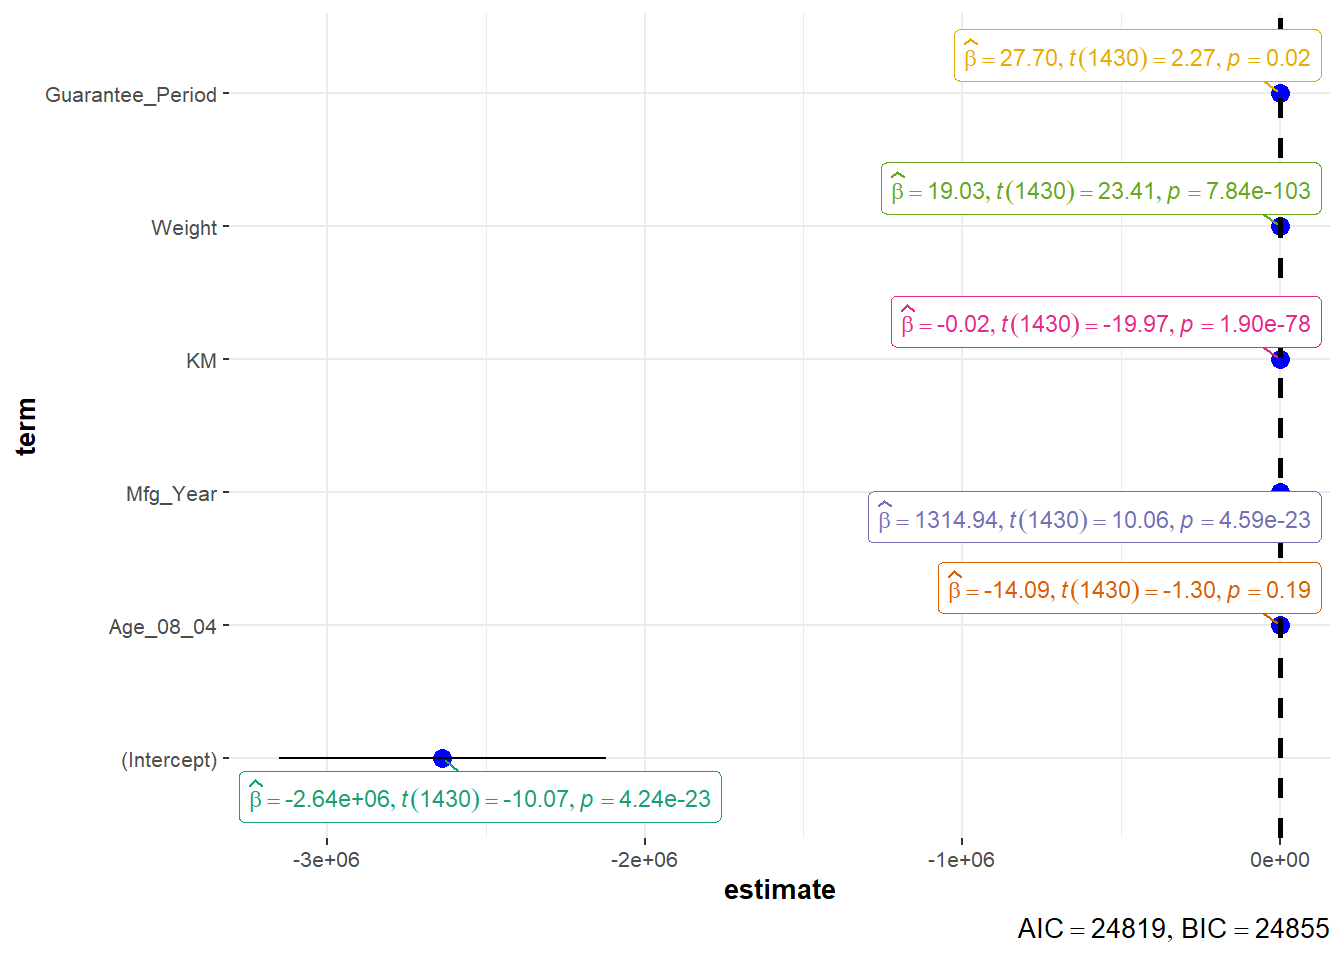 β̂ = 27.70, t(1430) = 2.27, p = 0.02
Guarantee_Period
β̂ = 19.03, t(1430) = 23.41, p = 7.84e-103
Weight
β̂ = -0.02, t(1430) = -19.97, p = 1.90e-78
KM
term
Mfg_Year
β̂ = 1314.94, t(1430) = 10.06, p = 4.59e-23
β̂ = -14.09, t(1430) = -1.30, p = 0.19
Age_08_04
(Intercept)
β̂ = -2.64e+06, t(1430) = -10.07, p = 4.24e-23
-3e+06 -2e+06 -1e+06 0e+00
estimate
AIC = 24819, BIC = 24855